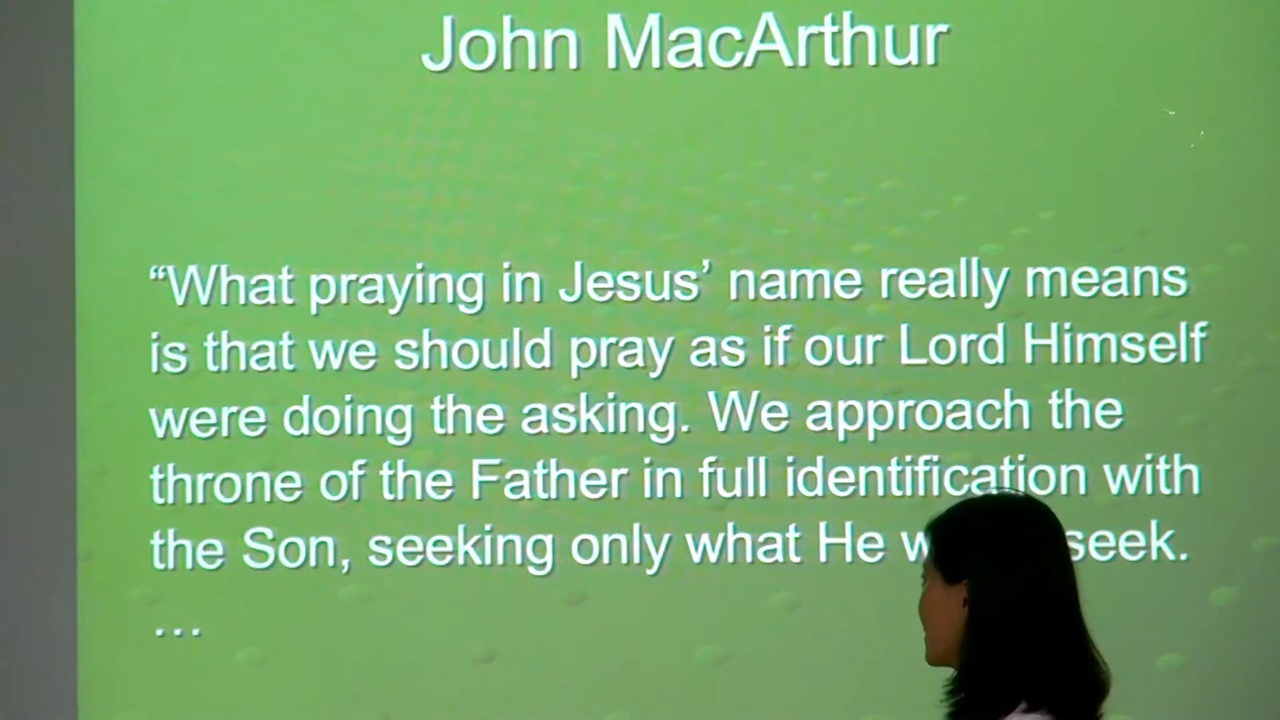 John MacArthur
“What praying in Jesus’ name really means
is that we should pray as if our Lord Himself
were doing the asking. We approach the
throne of the Father in full identification with
the Son, seeking only what He seek.
…